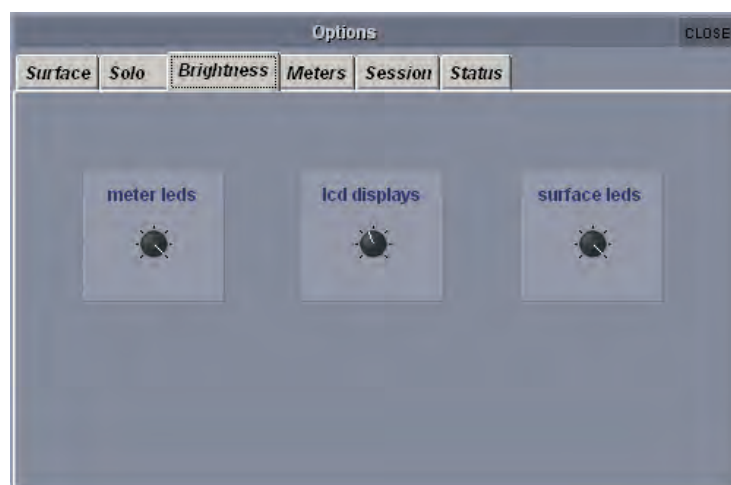 Options
CLOSE
Surface Solo Brightness Meters Session Status
meter leds lcd displays surface leds